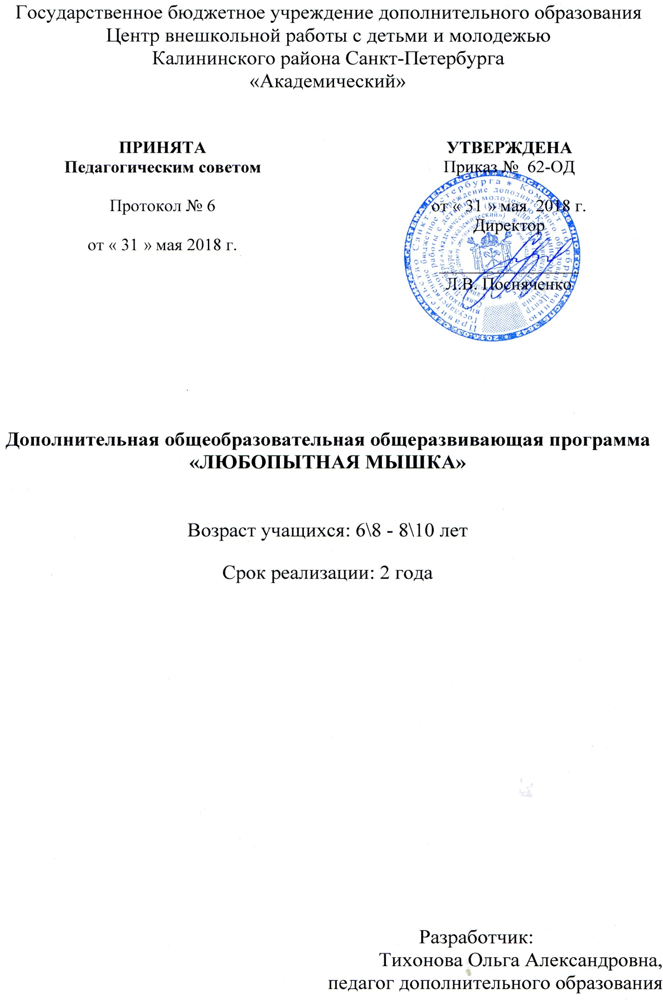 Государственное бюджетное учреждение дополнительного образования
Центр внешкольной работы с детьми и молодежью
Калининского района Санкт-Петербурга
«Академический»
ПРИНЯТА
Педагогическим советом
Протокол № 6
от « 31 » мая 2018 г.
УТВЕРЖДЕНА
Приказ № 62-ОД
от « 31 » мая 2018 г.
Директор
Л.В. Посняченко
Дополнительная общеобразовательная общеразвивающая программа
«ЛЮБОПЫТНАЯ МЫШКА»
Возраст учащихся: 6\8 - 8\10 лет
Срок реализации: 2 года
Разработчик:
Тихонова Ольга Александровна,
педагог дополнительного образования